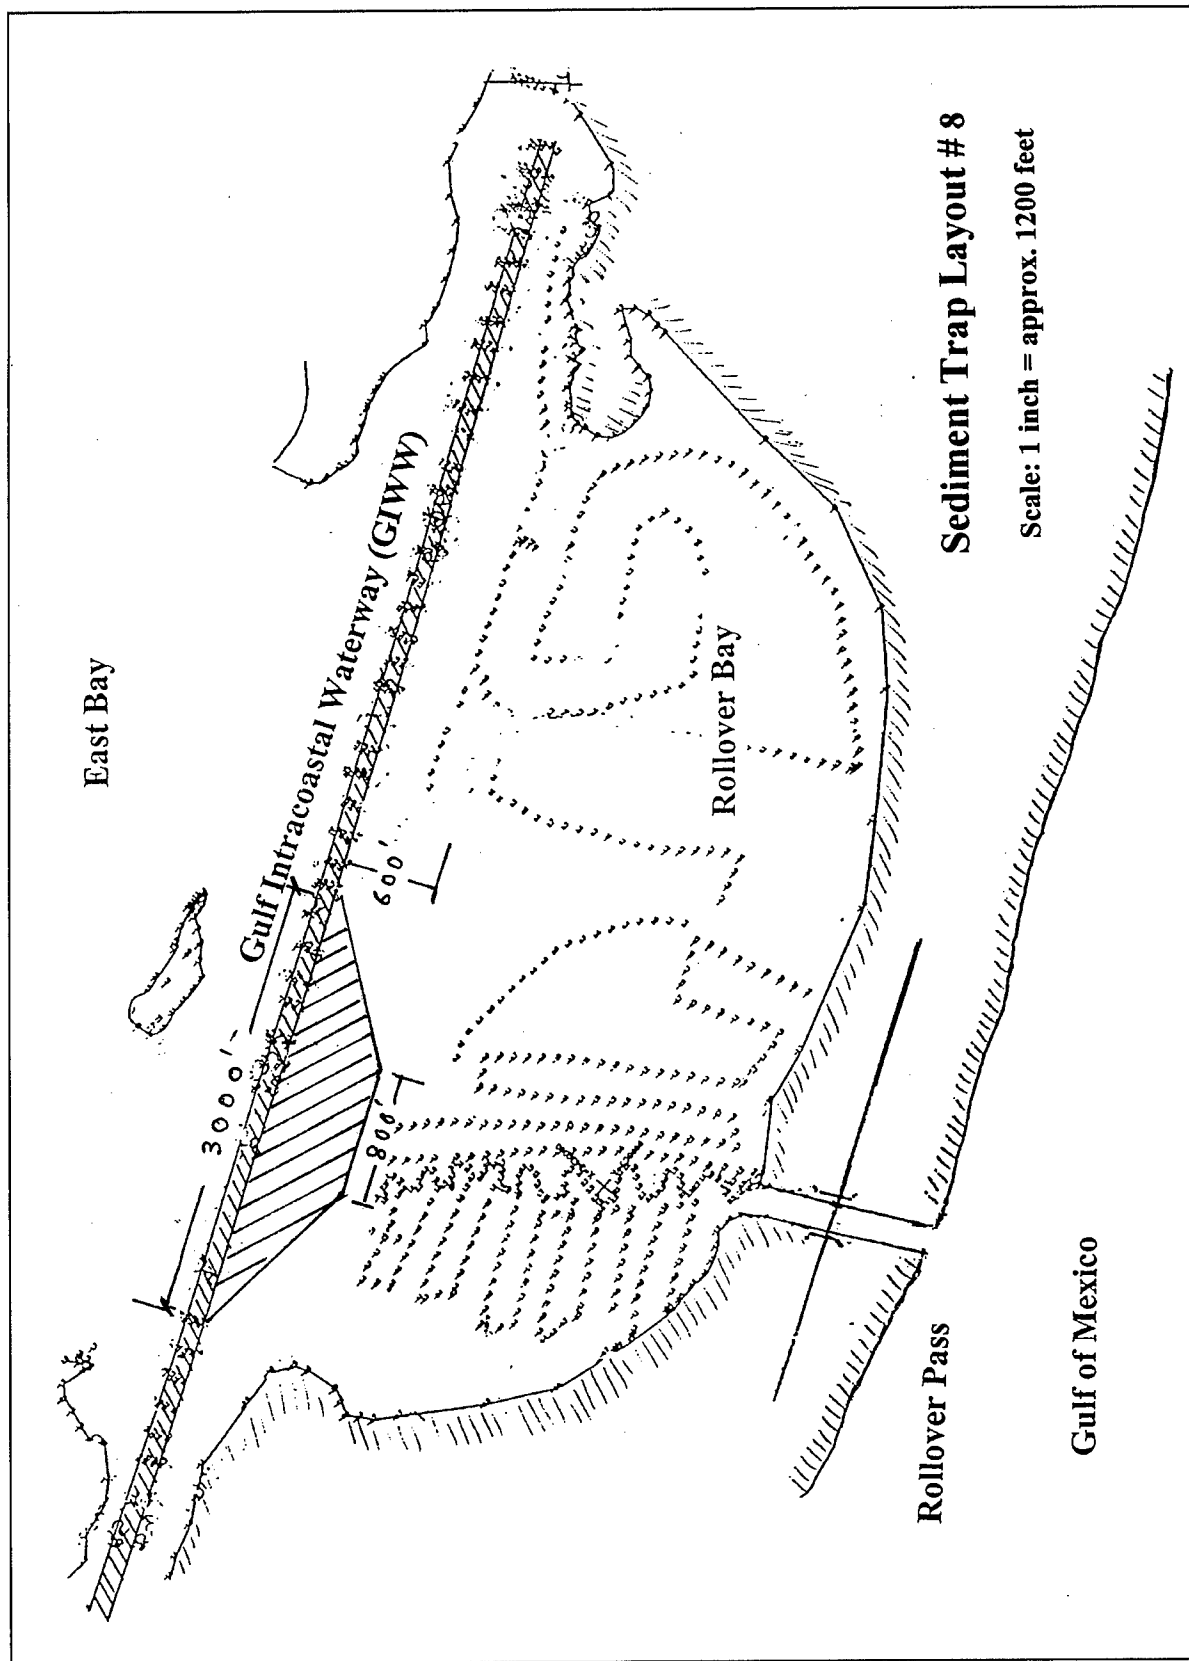 East Bay
Gulf Intracoastal Waterway (GIWW)
3000'
600'
800'
Rollover Bay
Sediment Trap Layout # 8
Scale: 1 inch = approx. 1200 feet
Rollover Pass
Gulf of Mexico